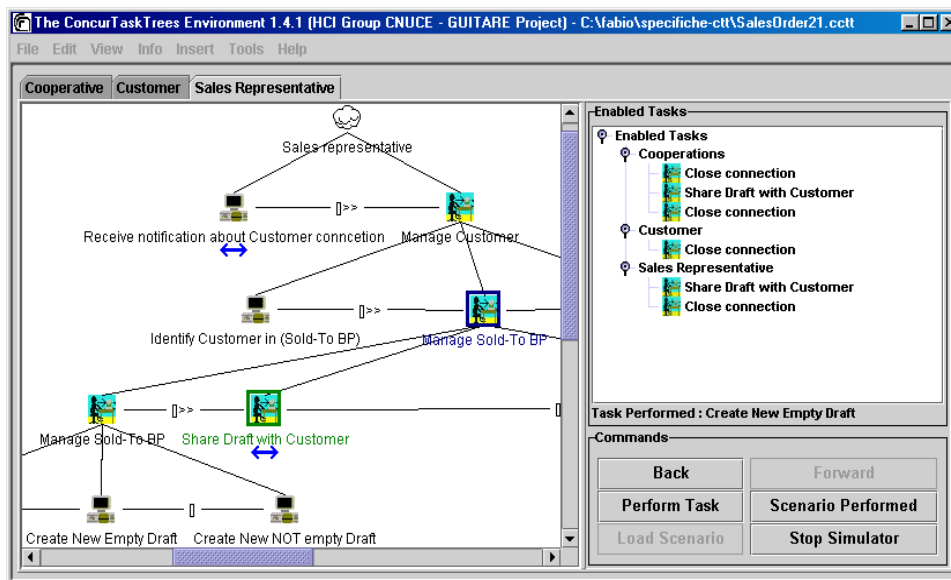 The ConcurTaskTrees Environment 1.4.1 (HCI Group CNUCE - GUITARE Project) - C:\fabio\specifiche-ctt\SalesOrder21.cctt
File Edit View Info Insert Tools Help
Cooperative Customer Sales Representative
Sales representative
[]>>
Receive notification about Customer conncetion Manage Customer
[]>>
Identify Customer in (Sold-To BP) Manage Sold-To BP
[]>>
Manage Sold-To BP Share Draft with Customer
[]
Create New Empty Draft Create New NOT empty Draft
Enabled Tasks
Enabled Tasks
Cooperations
Close connection
Share Draft with Customer
Close connection
Customer
Close connection
Sales Representative
Share Draft with Customer
Close connection
Task Performed : Create New Empty Draft
Commands
Back Forward
Perform Task Scenario Performed
Load Scenario Stop Simulator